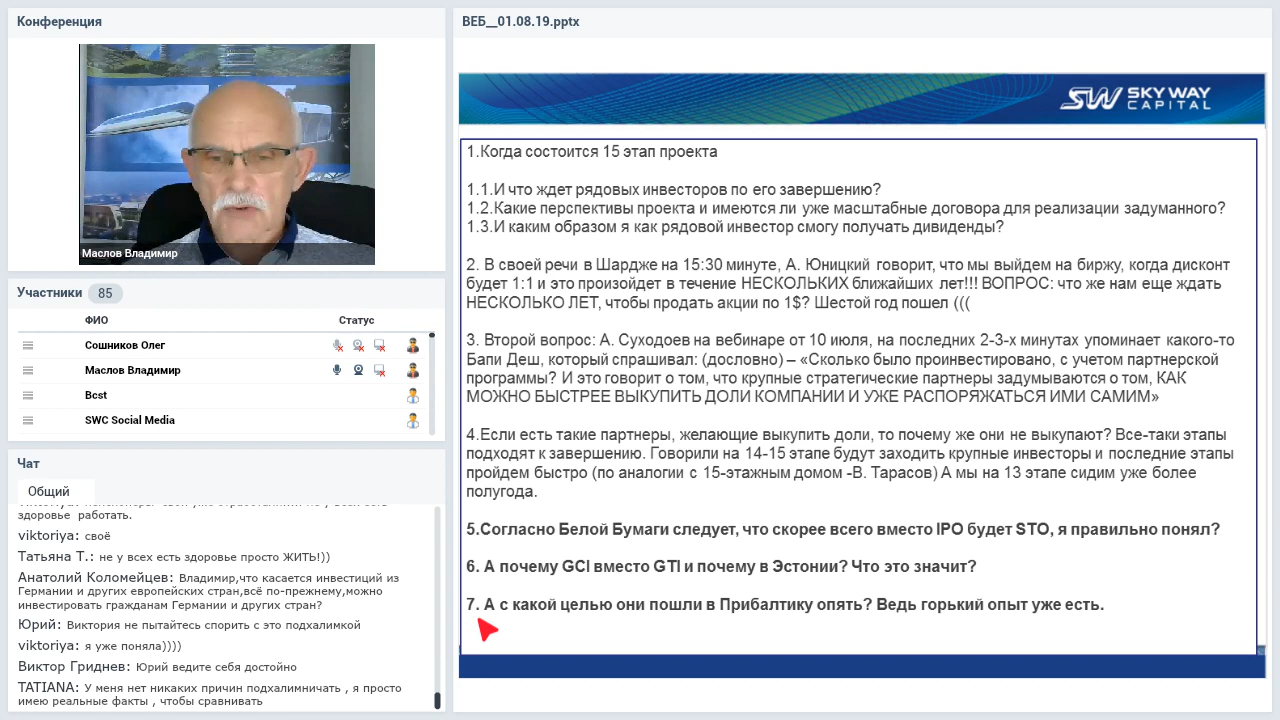 Конференция
Маслов Владимир
Участники 85
ФИО Статус
Сошников Олег
Маслов Владимир
Bcst
SWC Social Media
Чат
Общий
здоровье работать.
viktoriya: своё
Татьяна Т.: не у всех есть здоровье просто ЖИТЬ!))
Анатолий Коломейцев: Владимир,что касается инвестиций из
Германии и других европейских стран,всё по-прежнему,можно
инвестировать гражданам Германии и других стран?
Юрий: Виктория не пытайтесь спорить с это подхалимкой
viktoriya: я уже поняла))))
Виктор Гриднев: Юрий ведите себя достойно
TATIANA: У меня нет никаких причин подхалимничать , я просто
имею реальные факты , чтобы сравнивать
ВЕБ__01.08.19.pptx
SW SKY WAY
CAPITAL
1.Когда состоится 15 этап проекта
1.1.И что ждет рядовых инвесторов по его завершению?
1.2.Какие перспективы проекта и имеются ли уже масштабные договора для реализации задуманного?
1.3.И каким образом я как рядовой инвестор смогу получать дивиденды?
2. В своей речи в Шардже на 15:30 минуте, А. Юницкий говорит, что мы выйдем на биржу, когда дисконт
будет 1:1 и это произойдет в течение НЕСКОЛЬКИХ ближайших лет!!! ВОПРОС: что же нам еще ждать
НЕСКОЛЬКО ЛЕТ, чтобы продать акции по 1$? Шестой год пошел (((
3. Второй вопрос: А. Суходоев на вебинаре от 10 июля, на последних 2-3-х минутах упоминает какого-то
Бапи Деш, который спрашивал: (дословно) – «Сколько было проинвестировано, с учетом партнерской
программы? И это говорит о том, что крупные стратегические партнеры задумываются о том, КАК
МОЖНО БЫСТРЕЕ ВЫКУПИТЬ ДОЛИ КОМПАНИИ И УЖЕ РАСПОРЯЖАТЬСЯ ИМИ САМИМ»
4.Если есть такие партнеры, желающие выкупить доли, то почему же они не выкупают? Все-таки этапы
подходят к завершению. Говорили на 14-15 этапе будут заходить крупные инвесторы и последние этапы
пройдем быстро (по аналогии с 15-этажным домом -В. Тарасов) А мы на 13 этапе сидим уже более
полугода.
5.Согласно Белой Бумаги следует, что скорее всего вместо IPO будет STO, я правильно понял?
6. А почему GCI вместо GTI и почему в Эстонии? Что это значит?
7. А с какой целью они пошли в Прибалтику опять? Ведь горький опыт уже есть.